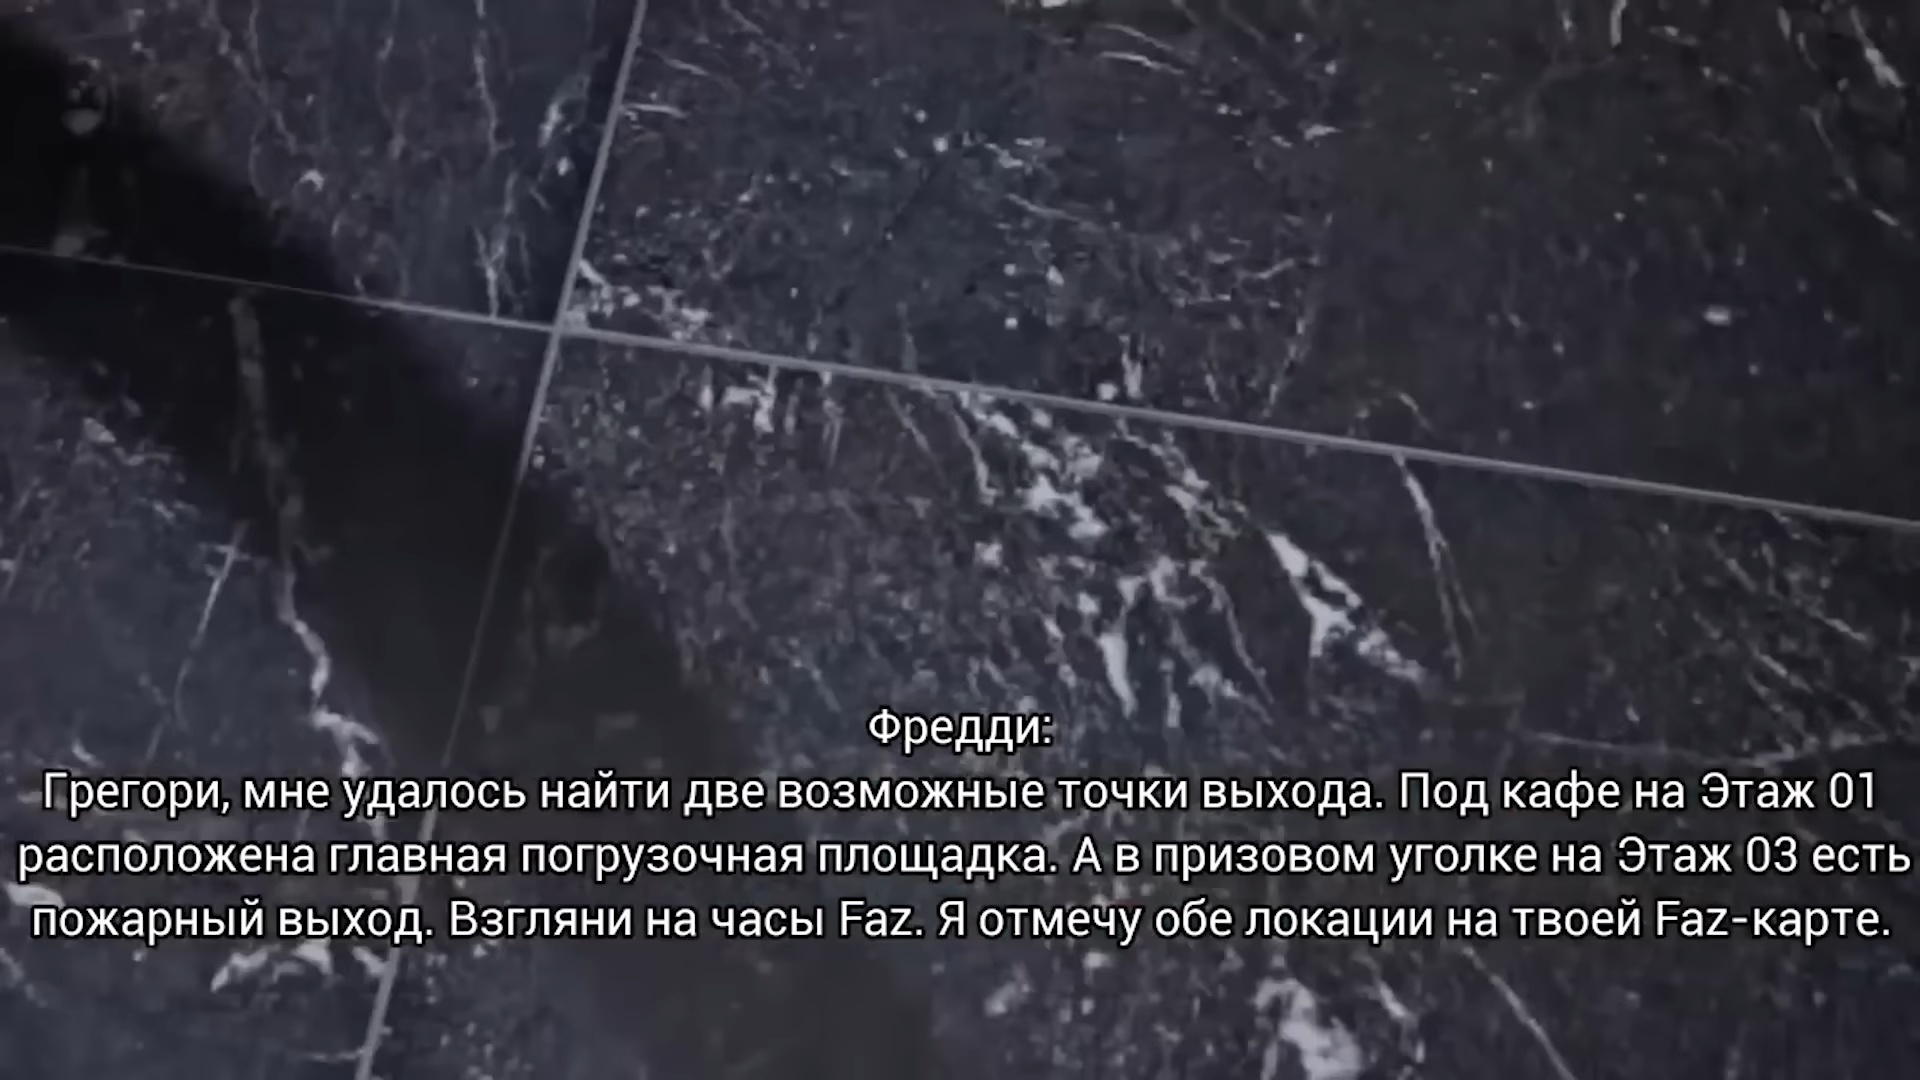 Фредди:
Грегори, мне удалось найти две возможные точки выхода. Под кафе на Этаж 01
расположена главная погрузочная площадка. А в призовом уголке на Этаж 03 есть
пожарный выход. Взгляни на часы Faz. Я отмечу обе локации на твоей Faz-карте.